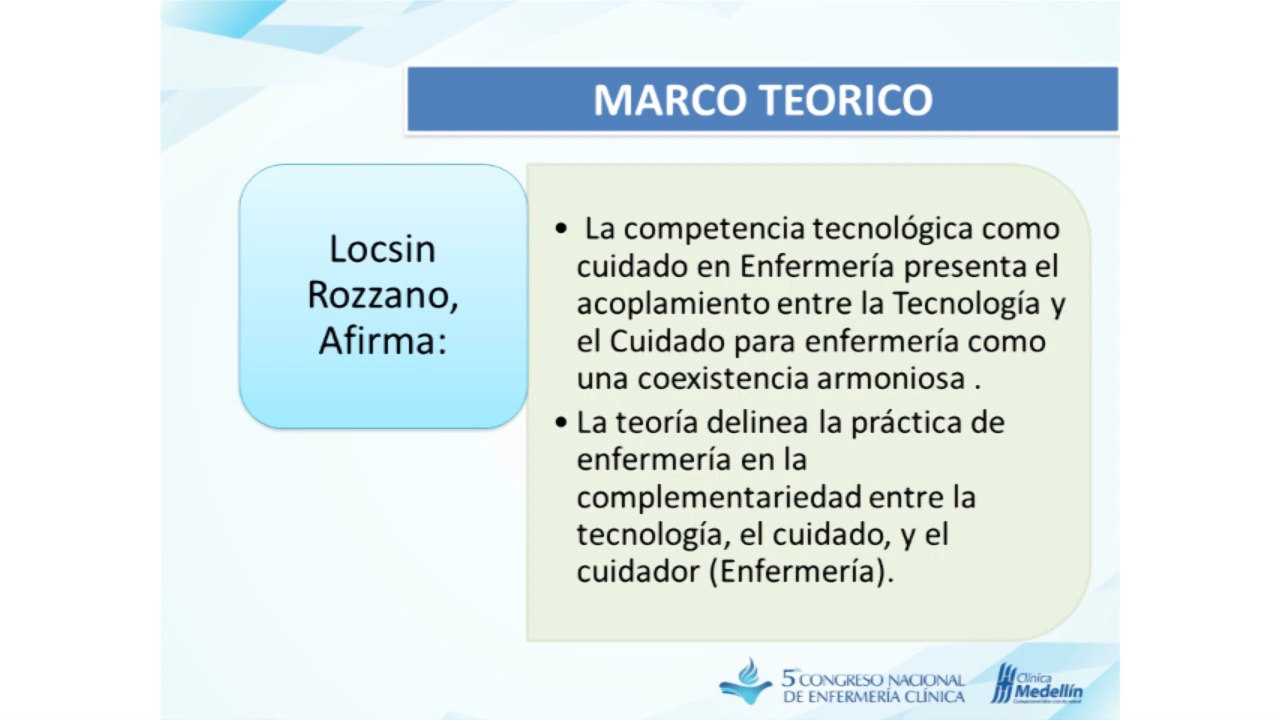 MARCO TEORICO
Locsin
Rozzano,
Afirma:
• La competencia tecnológica como
cuidado en Enfermería presenta el
acoplamiento entre la Tecnología y
el Cuidado para enfermería como
una coexistencia armoniosa .
• La teoría delinea la práctica de
enfermería en la
complementariedad entre la
tecnología, el cuidado, y el
cuidador (Enfermería).
5º CONGRESO NACIONAL
DE ENFERMERÍA CLÍNICA
Clínica
Medellín